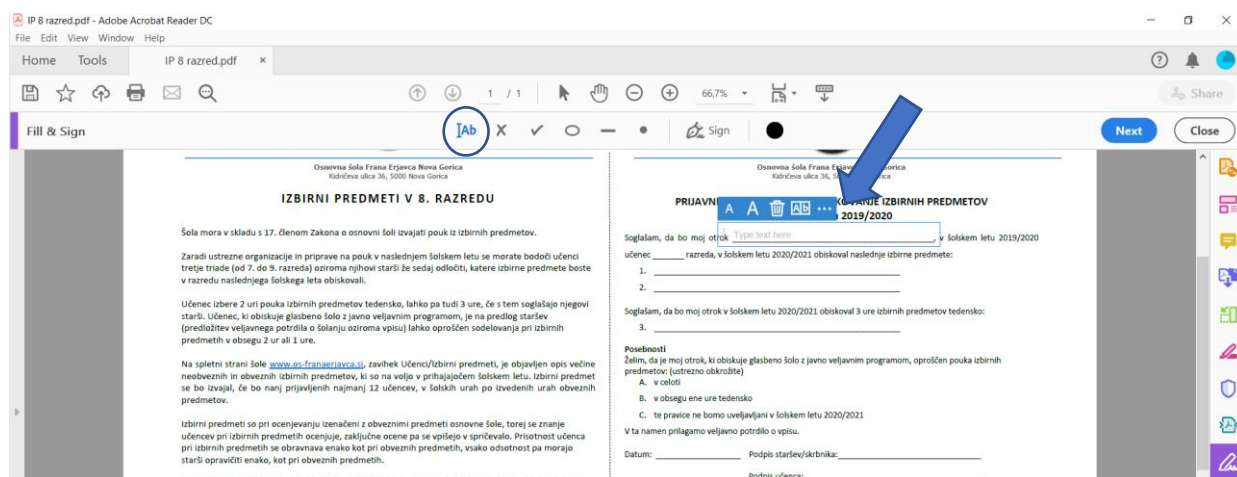 IP 8 razred.pdf - Adobe Acrobat Reader DC
File Edit View Window Help
Home Tools IP 8 razred.pdf ×
1 / 1 66,7% Share
Fill & Sign IAb Sign Next Close
Osnovna šola Frana Erjavca Nova Gorica
Kidričeva ulica 36, 5000 Nova Gorica
IZBIRNI PREDMETI V 8. RAZREDU
Šola mora v skladu s 17. členom Zakona o osnovni šoli izvajati pouk iz izbirnih predmetov.
Zaradi ustrezne organizacije in priprave na pouk v naslednjem šolskem letu se morate bodoči učenci
tretje triade (od 7. do 9. razreda) oziroma njihovi starši že sedaj odločiti, katere izbirne predmete boste
v razredu naslednjega šolskega leta obiskovali.
Učenec izbere 2 uri pouka izbirnih predmetov tedensko, lahko pa tudi 3 ure, če s tem soglašajo njegovi
starši. Učenec, ki obiskuje glasbeno šolo z javno veljavnim programom, je na predlog staršev
(predložitev veljavnega potrdila o šolanju oziroma vpisu) lahko oproščen sodelovanja pri izbirnih
predmetih v obsegu 2 ur ali 1 ure.
Na spletni strani šole www.os-franaerjavca.si, zavihek Učenci/Izbirni predmeti, je objavljen opis večine
neobveznih in obveznih izbirnih predmetov, ki so na voljo v prihajajočem šolskem letu. Izbirni predmet
se bo izvajal, če bo nanj prijavljenih najmanj 12 učencev, v šolskih urah po izvedenih urah obveznih
predmetov.
Izbirni predmeti so pri ocenjevanju izenačeni z obveznimi predmeti osnovne šole, torej se znanje
učencev pri izbirnih predmetih ocenjuje, zaključne ocene pa se vpišejo v spričevalo. Prisotnost učenca
pri izbirnih predmetih se obravnava enako kot pri obveznih predmetih, vsako odsotnost pa morajo
starši opravičiti enako, kot pri obveznih predmetih.
Osnovna šola Frana Gorica
Kidričeva ulica 36,
IZBIRNIH PREDMETOV
A A Ab ...
2019/2020
Type text here
Soglašam, da bo moj otrok ____, v šolskem letu 2019/2020
učenec ____ razreda, v šolskem letu 2020/2021 obiskoval naslednje izbirne predmete:
1. ____
2. ____
Soglašam, da bo moj otrok v šolskem letu 2020/2021 obiskoval 3 ure izbirnih predmetov tedensko:
3. ____
Posebnosti
Želim, da je moj otrok, ki obiskuje glasbeno šolo z javno veljavnim programom, oproščen pouka izbirnih
predmetov: (ustrezno obkrožite)
A. v celoti
B. v obsegu ene ure tedensko
C. te pravice ne bomo uveljavljani v šolskem letu 2020/2021
V ta namen prilagamo veljavno potrdilo o vpisu.
Datum: ____ Podpis staršev/skrbnika:____
Podpis učenca: